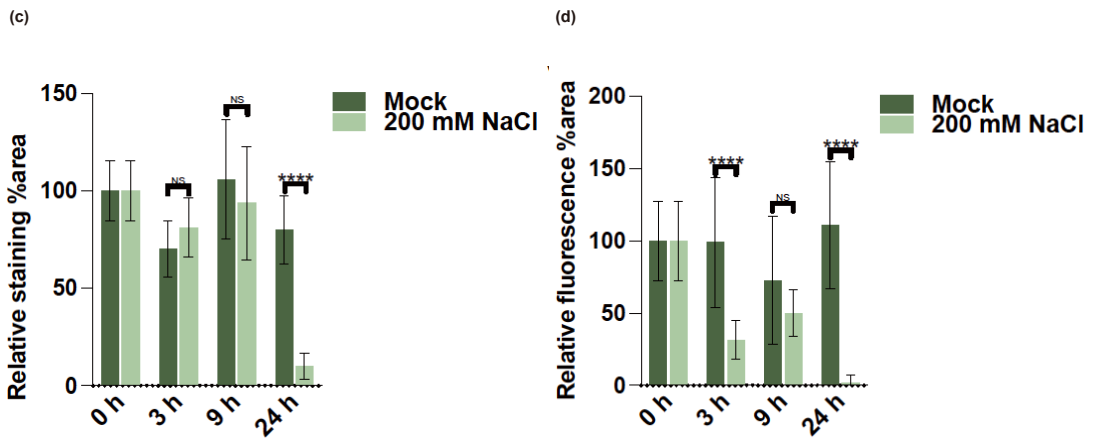 (c)
Relative staining %area
150
100
50
0
NS
NS
****
Mock
200 mM NaCl
0 h
3 h
9 h
24 h
(d)
Relative fluorescence %area
200
150
100
50
0
****
NS
****
Mock
200 mM NaCl
0 h
3 h
9 h
24 h